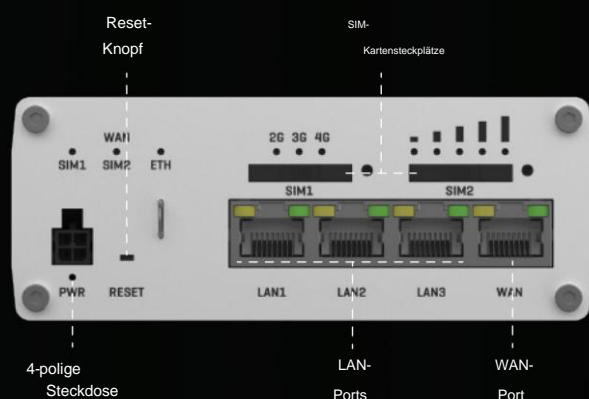 Reset-
Knopf
SIM-
Kartensteckplätze
WAN
SIM1 SIM2 ETH
2G 3G 4G
SIM1 SIM2
PWR RESET LAN1 LAN2 LAN3 WAN
4-polige
Steckdose
LAN-
Ports
WAN-
Port